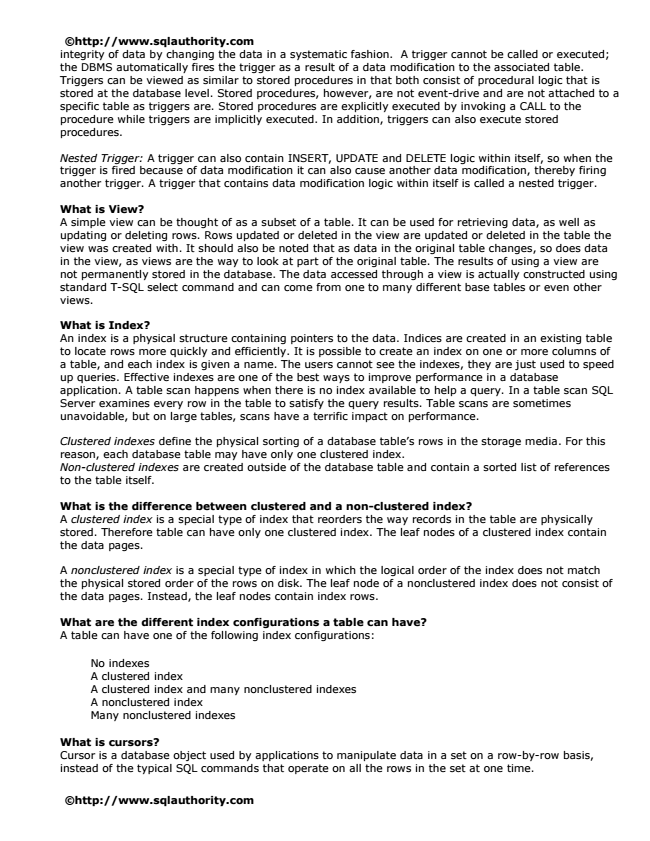 ©http://www.sqlauthority.com
integrity of data by changing the data in a systematic fashion.  A trigger cannot be called or executed;
the DBMS automatically fires the trigger as a result of a data modification to the associated table.
Triggers can be viewed as similar to stored procedures in that both consist of procedural logic that is
stored at the database level. Stored procedures, however, are not event-drive and are not attached to a
specific table as triggers are. Stored procedures are explicitly executed by invoking a CALL to the
procedure while triggers are implicitly executed. In addition, triggers can also execute stored
procedures.
Nested Trigger: A trigger can also contain INSERT, UPDATE and DELETE logic within itself, so when the
trigger is fired because of data modification it can also cause another data modification, thereby firing
another trigger. A trigger that contains data modification logic within itself is called a nested trigger.
What is View?
A simple view can be thought of as a subset of a table. It can be used for retrieving data, as well as
updating or deleting rows. Rows updated or deleted in the view are updated or deleted in the table the
view was created with. It should also be noted that as data in the original table changes, so does data
in the view, as views are the way to look at part of the original table. The results of using a view are
not permanently stored in the database. The data accessed through a view is actually constructed using
standard T-SQL select command and can come from one to many different base tables or even other
views.
What is Index?
An index is a physical structure containing pointers to the data. Indices are created in an existing table
to locate rows more quickly and efficiently. It is possible to create an index on one or more columns of
a table, and each index is given a name. The users cannot see the indexes, they are just used to speed
up queries. Effective indexes are one of the best ways to improve performance in a database
application. A table scan happens when there is no index available to help a query. In a table scan SQL
Server examines every row in the table to satisfy the query results. Table scans are sometimes
unavoidable, but on large tables, scans have a terrific impact on performance.
Clustered indexes define the physical sorting of a database table's rows in the storage media. For this
reason, each database table may have only one clustered index.
Non-clustered indexes are created outside of the database table and contain a sorted list of references
to the table itself.
What is the difference between clustered and a non-clustered index?
A clustered index is a special type of index that reorders the way records in the table are physically
stored. Therefore table can have only one clustered index. The leaf nodes of a clustered index contain
the data pages.
A nonclustered index is a special type of index in which the logical order of the index does not match
the physical stored order of the rows on disk. The leaf node of a nonclustered index does not consist of
the data pages. Instead, the leaf nodes contain index rows.
What are the different index configurations a table can have?
A table can have one of the following index configurations:
No indexes
A clustered index
A clustered index and many nonclustered indexes
A nonclustered index
Many nonclustered indexes
What is cursors?
Cursor is a database object used by applications to manipulate data in a set on a row-by-row basis,
instead of the typical SQL commands that operate on all the rows in the set at one time.
©http://www.sqlauthority.com